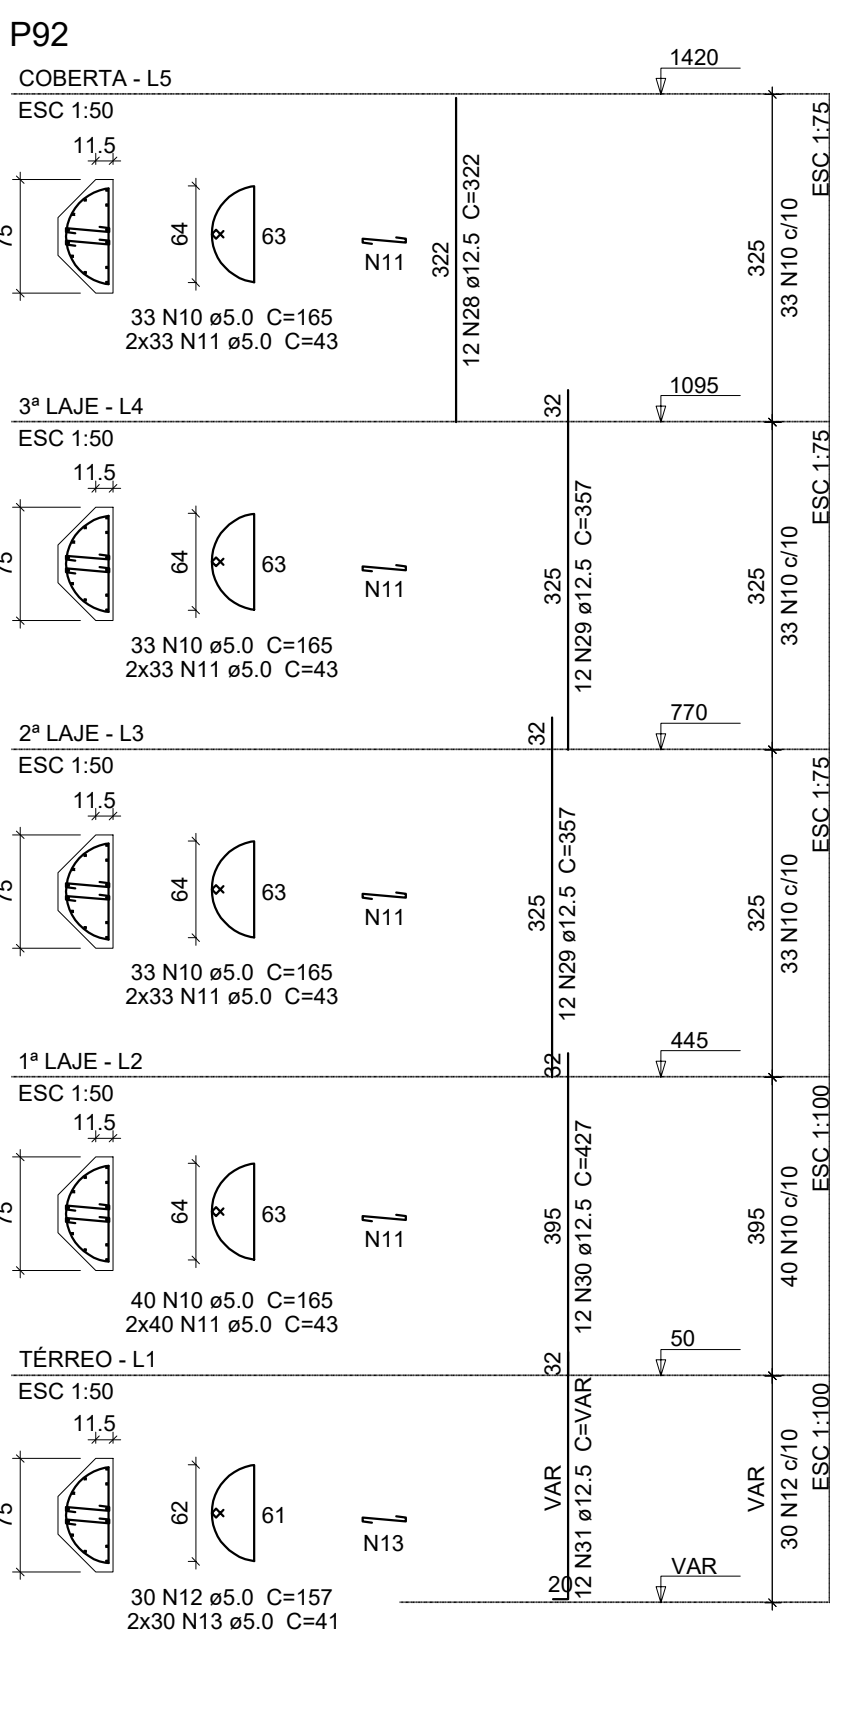 P92
COBERTA - L5
1420
ESC 1:50
11.5
75
64
63
N11
33 N10 ø5.0 C=165
2x33 N11 ø5.0 C=43
322
12 N28 ø12.5 C=322
325
33 N10 c/10
ESC 1:75
3ª LAJE - L4
32
1095
ESC 1:50
11.5
75
64
63
N11
33 N10 ø5.0 C=165
2x33 N11 ø5.0 C=43
325
12 N29 ø12.5 C=357
325
33 N10 c/10
ESC 1:75
2ª LAJE - L3
32
770
ESC 1:50
11.5
75
64
63
N11
33 N10 ø5.0 C=165
2x33 N11 ø5.0 C=43
325
12 N29 ø12.5 C=357
325
33 N10 c/10
ESC 1:75
1ª LAJE - L2
32
445
ESC 1:50
11.5
75
64
63
N11
40 N10 ø5.0 C=165
2x40 N11 ø5.0 C=43
395
12 N30 ø12.5 C=427
395
40 N10 c/10
ESC 1:100
TÉRREO - L1
32
50
ESC 1:50
11.5
75
62
61
N13
30 N12 ø5.0 C=157
2x30 N13 ø5.0 C=41
VAR
12 N31 ø12.5 C=VAR
20
VAR
VAR
30 N12 c/10
ESC 1:100